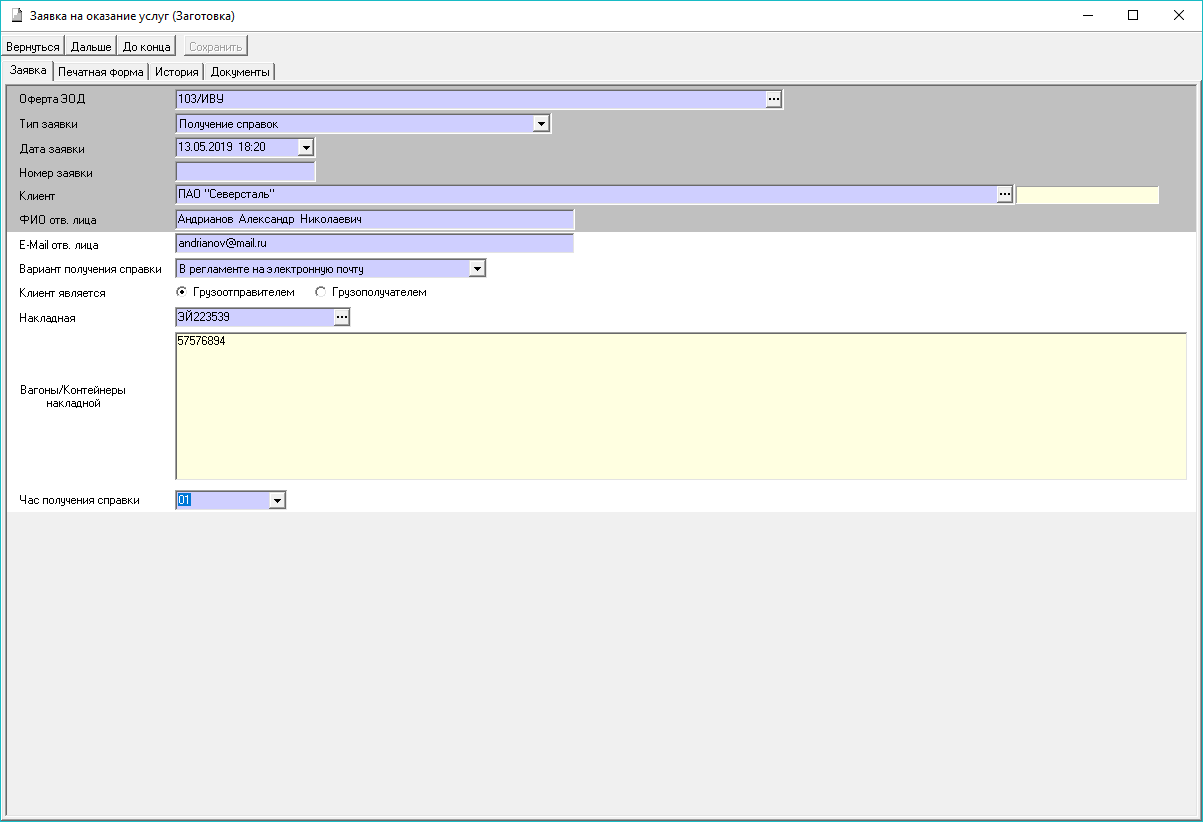 Заявка на оказание услуг (Заготовка)
Вернуться Дальше До конца Сохранить
Заявка Печатная форма История Документы
Оферта ЭОД 103/ИВУ ...
Тип заявки Получение справок
Дата заявки 13.05.2019 18:20
Номер заявки
Клиент ПАО "Северсталь" ...
ФИО отв. лица Андрианов Александр Николаевич
E-Mail отв. лица andrianov@mail.ru
Вариант получения справки В регламенте на электронную почту
Клиент является Грузоотправителем Грузополучателем
Накладная ЭЙ223539 ...
57576894
Вагоны/Контейнеры
накладной
Час получения справки 01